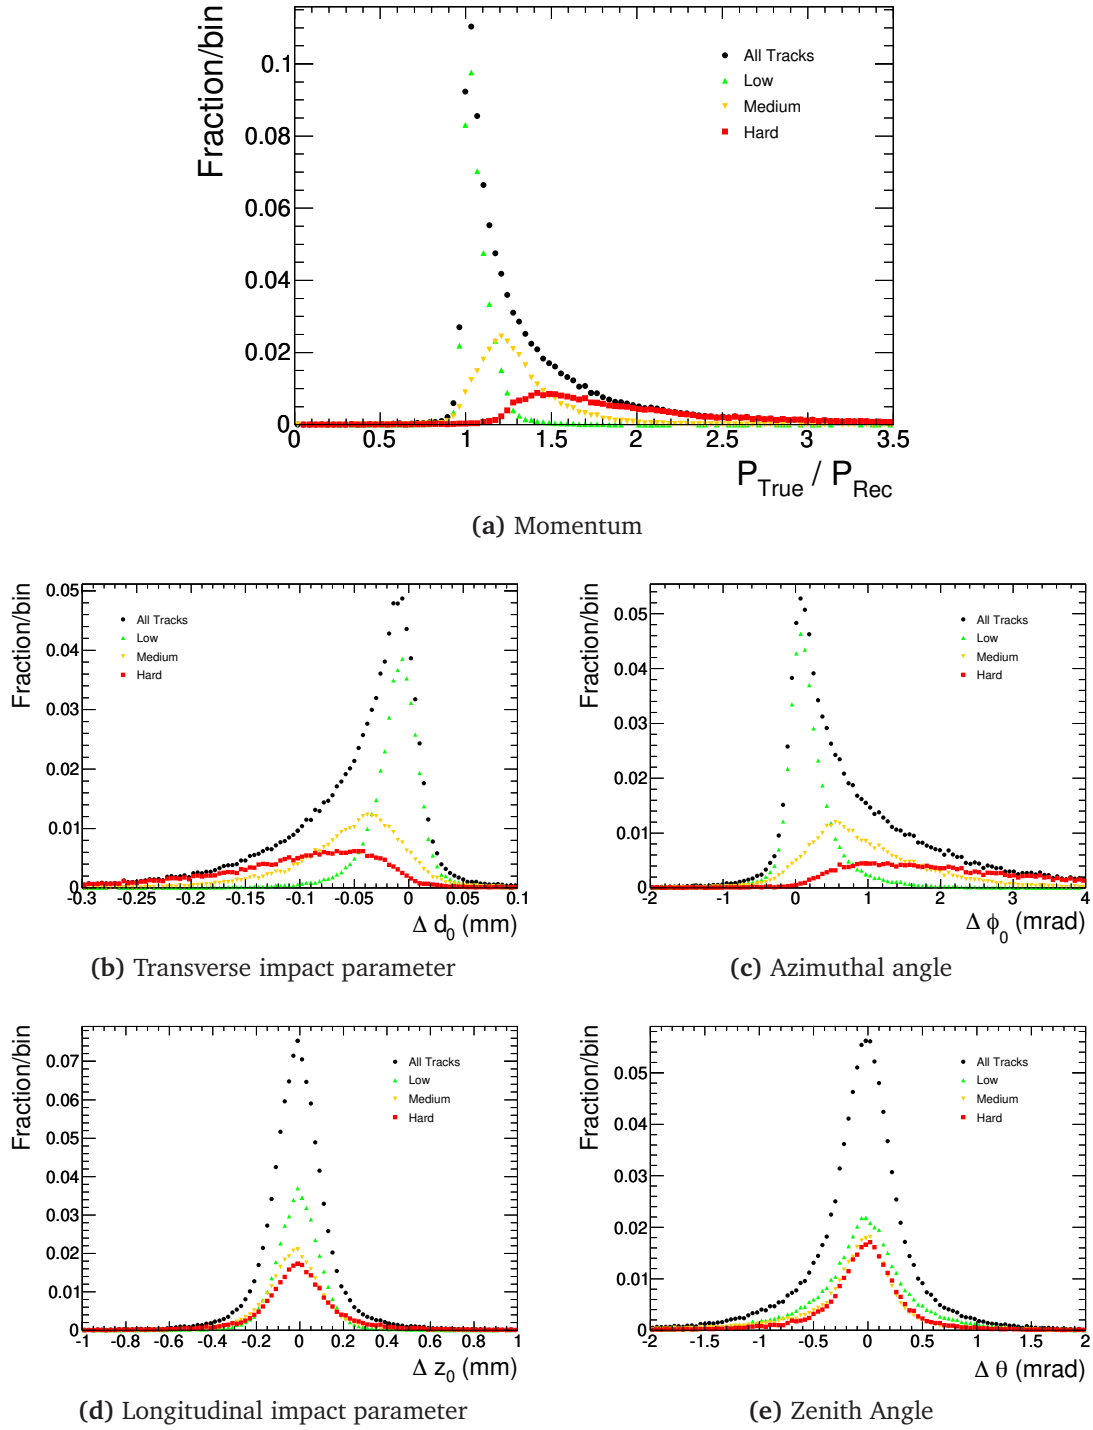 Fraction/bin
All Tracks
Low
Medium
Hard
0.1
0.08
0.06
0.04
0.02
0
0 0.5 1 1.5 2 2.5 3 3.5
P_True / P_Rec
(a) Momentum
Fraction/bin
All Tracks
Low
Medium
Hard
0.05
0.04
0.03
0.02
0.01
0
-0.3 -0.25 -0.2 -0.15 -0.1 -0.05 0 0.05 0.1
Δ d_0 (mm)
(b) Transverse impact parameter
Fraction/bin
All Tracks
Low
Medium
Hard
0.05
0.04
0.03
0.02
0.01
0
-2 -1 0 1 2 3 4
Δ ϕ_0 (mrad)
(c) Azimuthal angle
Fraction/bin
All Tracks
Low
Medium
Hard
0.07
0.06
0.05
0.04
0.03
0.02
0.01
0
-1 -0.8 -0.6 -0.4 -0.2 0 0.2 0.4 0.6 0.8 1
Δ z_0 (mm)
(d) Longitudinal impact parameter
Fraction/bin
All Tracks
Low
Medium
Hard
0.05
0.04
0.03
0.02
0.01
0
-2 -1.5 -1 -0.5 0 0.5 1 1.5 2
Δ θ (mrad)
(e) Zenith Angle